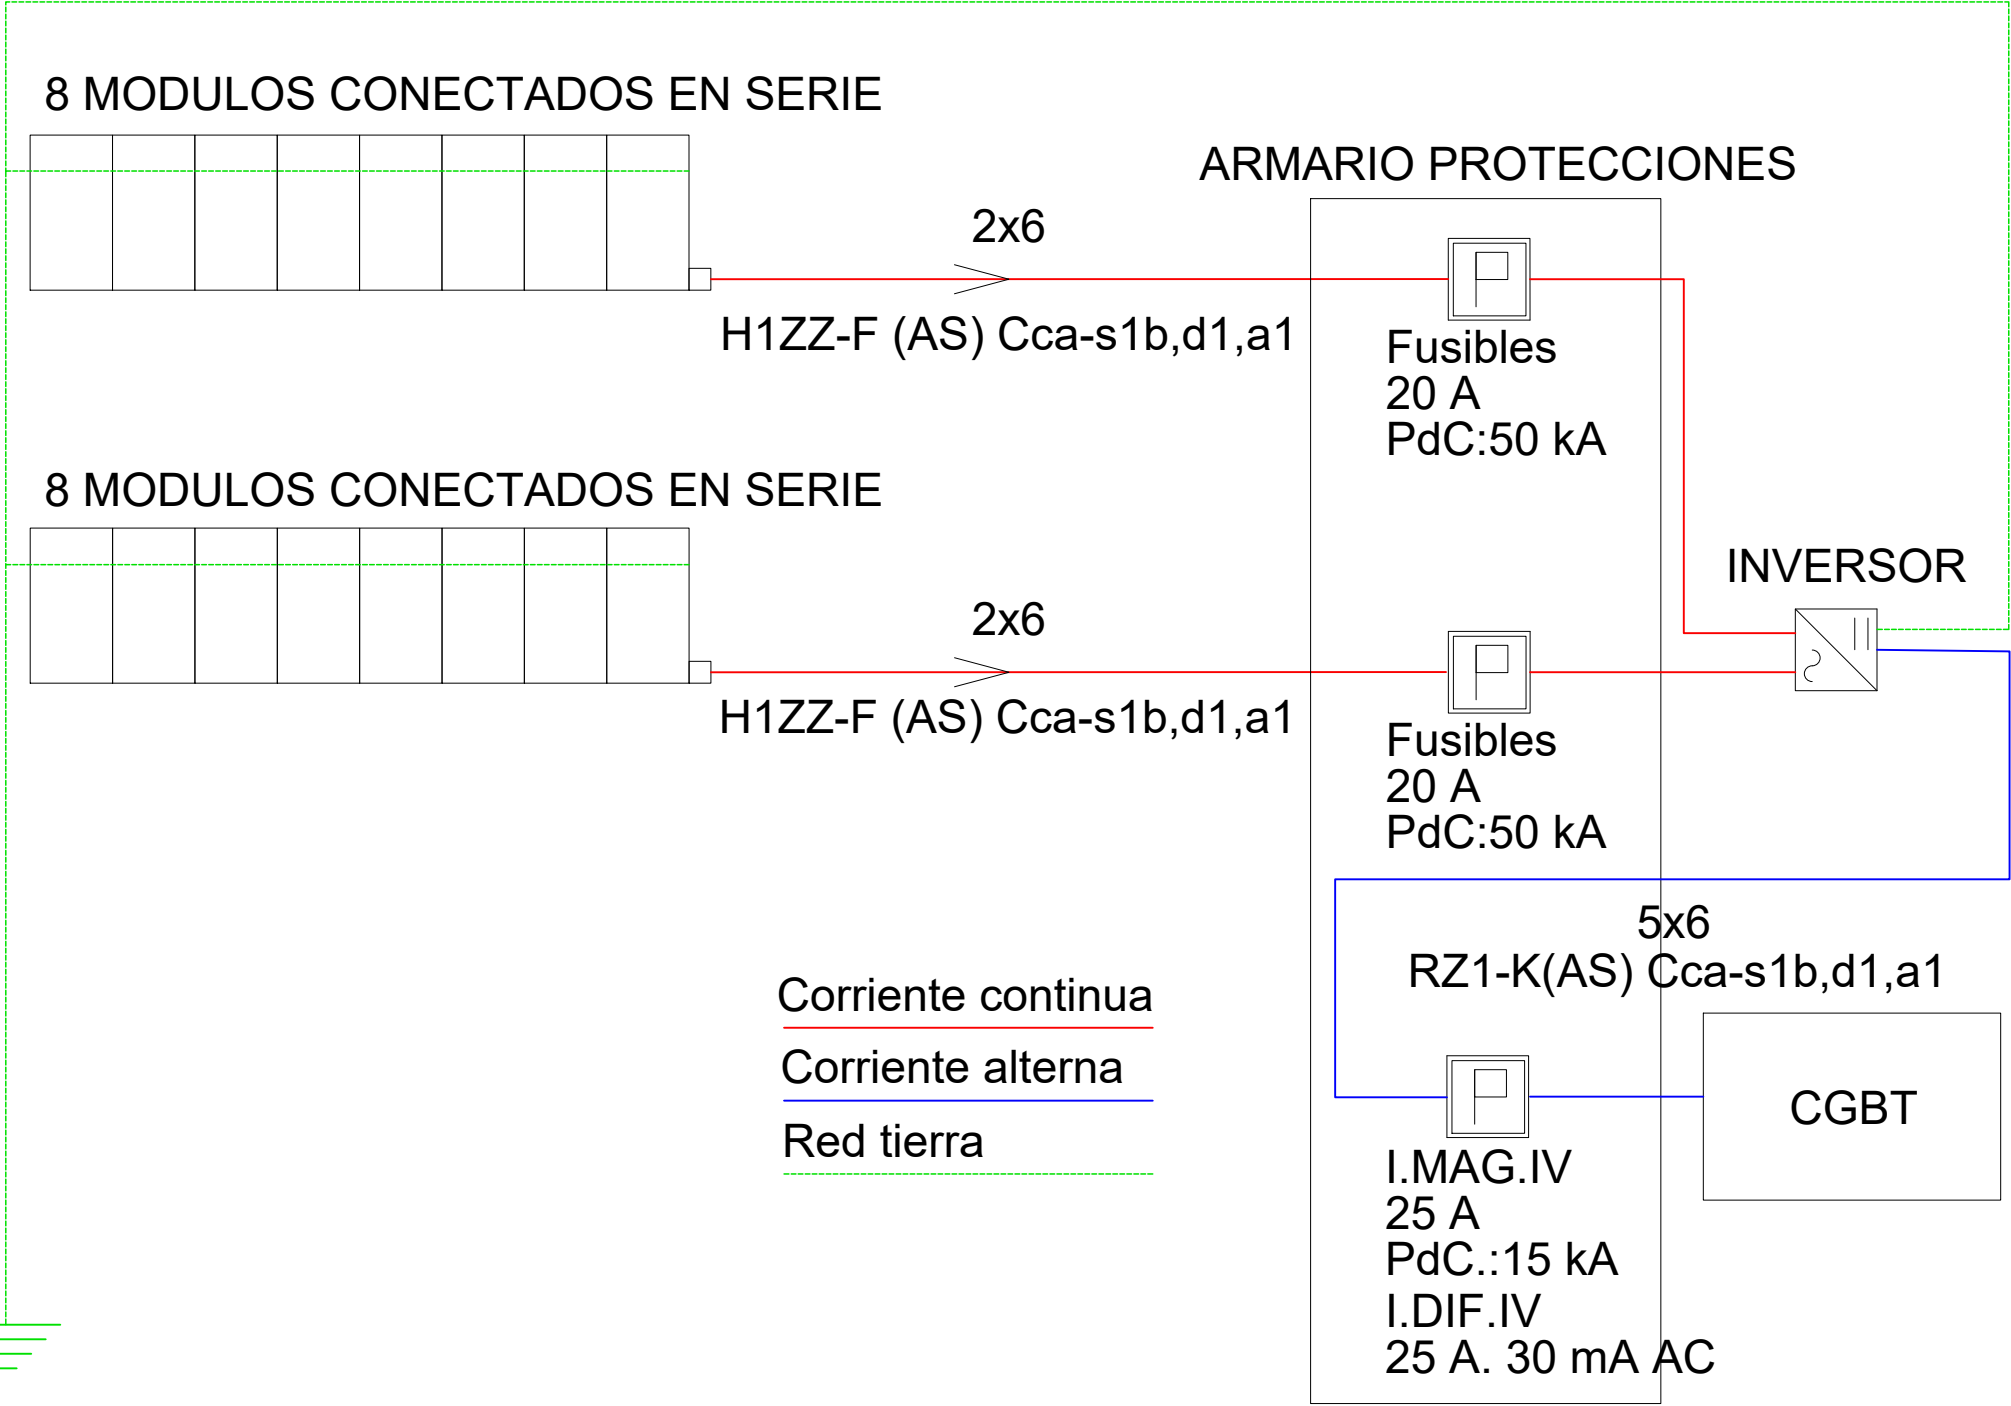 8 MODULOS CONECTADOS EN SERIE
ARMARIO PROTECCIONES
2x6
H1ZZ-F (AS) Cca-s1b,d1,a1
Fusibles
20 A
PdC:50 kA
8 MODULOS CONECTADOS EN SERIE
INVERSOR
2x6
H1ZZ-F (AS) Cca-s1b,d1,a1
Fusibles
20 A
PdC:50 kA
5x6
RZ1-K(AS) Cca-s1b,d1,a1
Corriente continua
Corriente alterna
Red tierra
CGBT
I.MAG.IV
25 A
PdC.:15 kA
I.DIF.IV
25 A. 30 mA AC